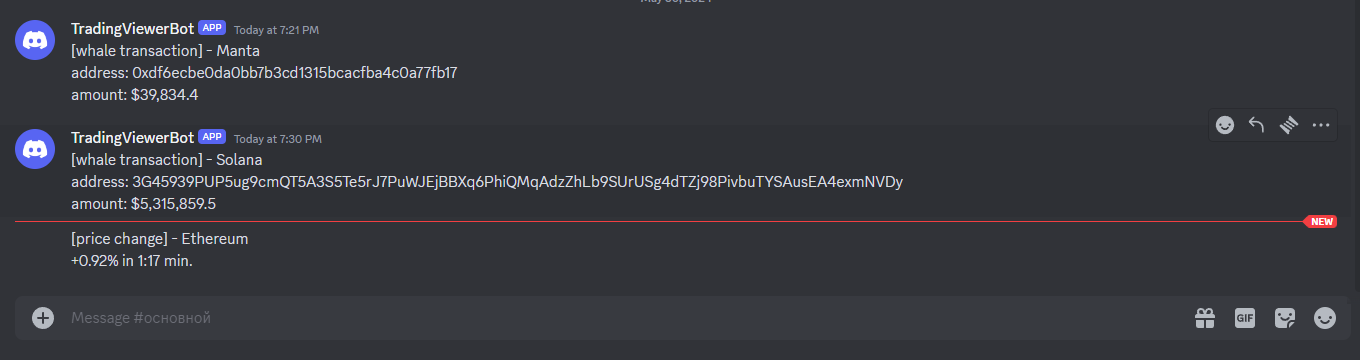 TradingViewerBot APP Today at 7:21 PM
[whale transaction] - Manta
address: 0xdf6ecbe0da0bb7b3cd1315bcacfba4c0a77fb17
amount: $39,834.4
TradingViewerBot APP Today at 7:30 PM
[whale transaction] - Solana
address: 3G45939PUP5ug9cmQT5A3S5Te5rJ7PuWJEjBBXq6PhiQMqAdzZhLb9SUrUSg4dTZj98PivbuTYSAusEA4exmNVDy
amount: $5,315,859.5
NEW
[price change] - Ethereum
+0.92% in 1:17 min.
Message #основной
GIF